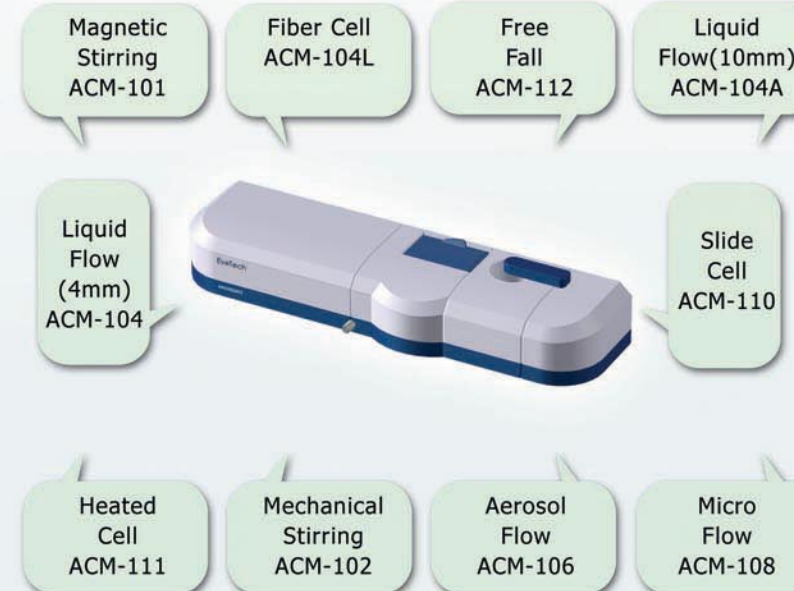 Magnetic
Stirring
ACM-101
Fiber Cell
ACM-104L
Free
Fall
ACM-112
Liquid
Flow(10mm)
ACM-104A
Liquid
Flow
(4mm)
ACM-104
EyeTech
Slide
Cell
ACM-110
Heated
Cell
ACM-111
Mechanical
Stirring
ACM-102
Aerosol
Flow
ACM-106
Micro
Flow
ACM-108